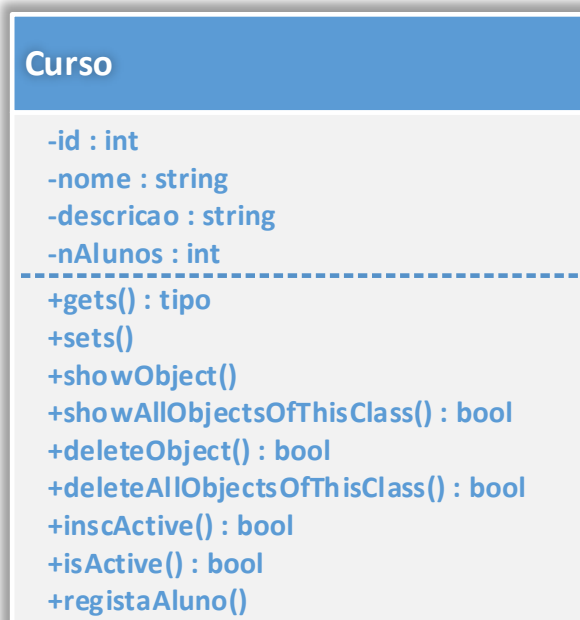 Curso
-id : int
-nome : string
-descricao : string
-nAlunos : int
+gets() : tipo
+sets()
+showObject()
+showAllObjectsOfThisClass() : bool
+deleteObject() : bool
+deleteAllObjectsOfThisClass() : bool
+inscActive() : bool
+isActive() : bool
+registaAluno()